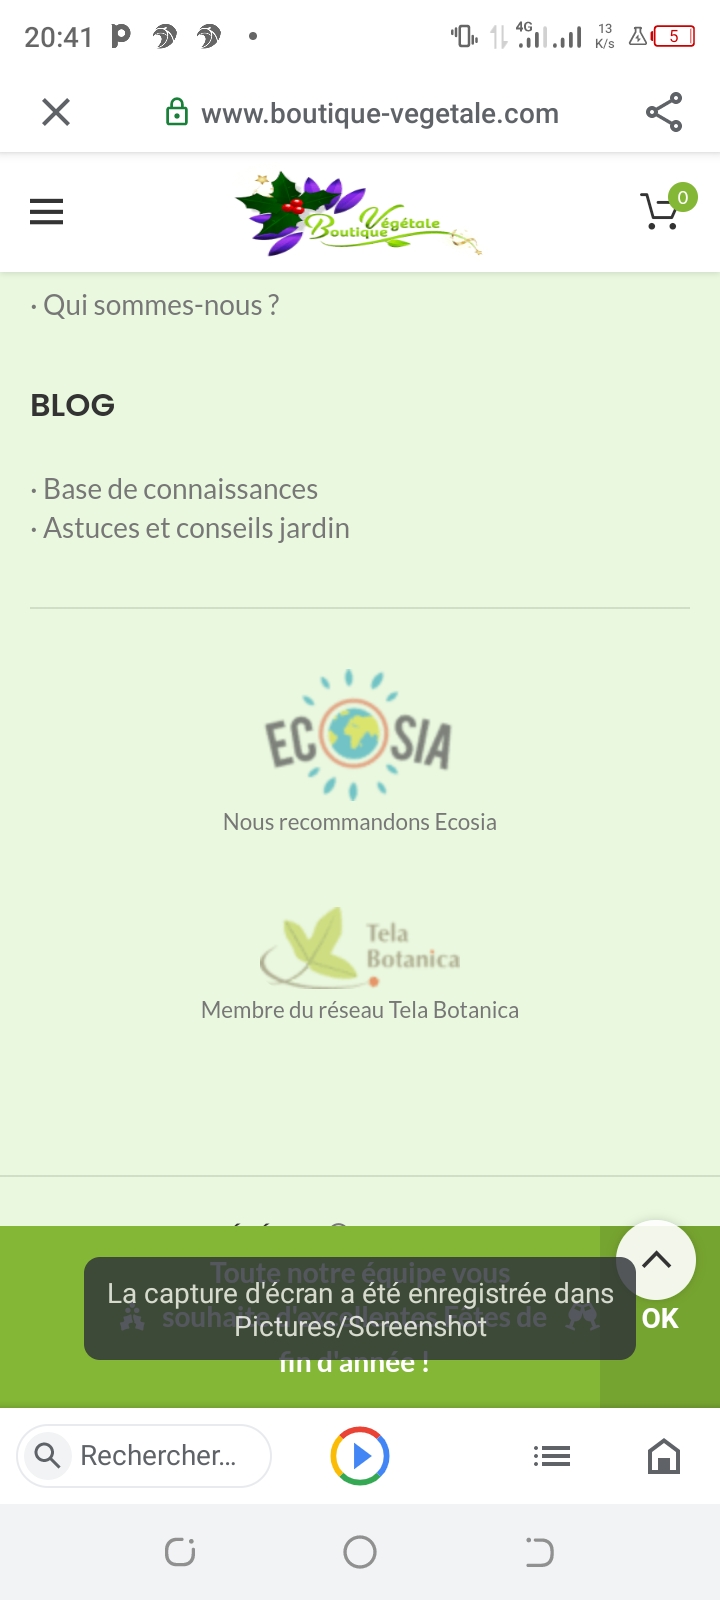 20:41
4G
13
K/s
5
www.boutique-vegetale.com
Boutique Végétale
0
· Qui sommes-nous ?
BLOG
· Base de connaissances
· Astuces et conseils jardin
ECOSIA
Nous recommandons Ecosia
Tela
Botanica
Membre du réseau Tela Botanica
Toute notre équipe vous
souhaite d'excellentes Fêtes de
fin d'année !
La capture d'écran a été enregistrée dans
Pictures/Screenshot
OK
Rechercher...